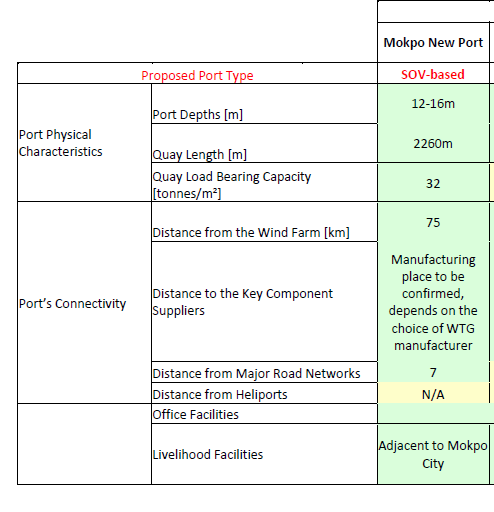 Mokpo New Port
Proposed Port Type
SOV-based
Port Physical
Characteristics
Port Depths [m]
12-16m
Quay Length [m]
2260m
Quay Load Bearing Capacity
[tonnes/m²]
32
Port's Connectivity
Distance from the Wind Farm [km]
75
Distance to the Key Component
Suppliers
Manufacturing
place to be
confirmed,
depends on the
choice of WTG
manufacturer
Distance from Major Road Networks
7
Distance from Heliports
N/A
Office Facilities
Livelihood Facilities
Adjacent to Mokpo
City